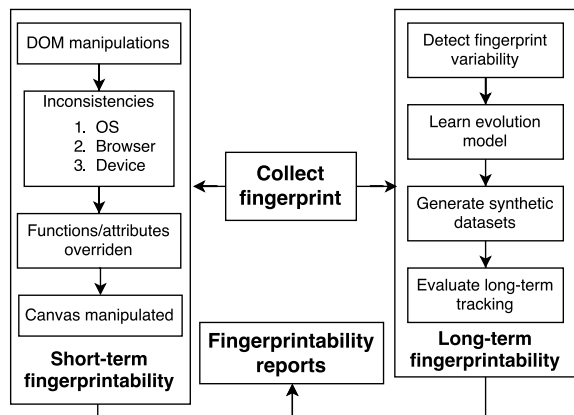 DOM manipulations
Inconsistencies
1. OS
2. Browser
3. Device
Functions/attributes
overriden
Canvas manipulated
Short-term
fingerprintability
Collect
fingerprint
Fingerprintability
reports
Detect fingerprint
variability
Learn evolution
model
Generate synthetic
datasets
Evaluate long-term
tracking
Long-term
fingerprintability